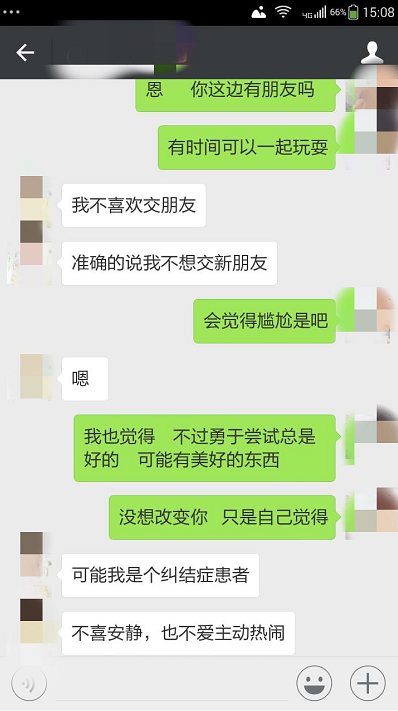 4G 66% 15:08
恩 你这边有朋友吗
有时间可以一起玩耍
我不喜欢交朋友
准确的说我不想交新朋友
会觉得尴尬是吧
嗯
我也觉得 不过勇于尝试总是
好的 可能有美好的东西
没想改变你 只是自己觉得
可能我是个纠结症患者
不喜安静，也不爱主动热闹